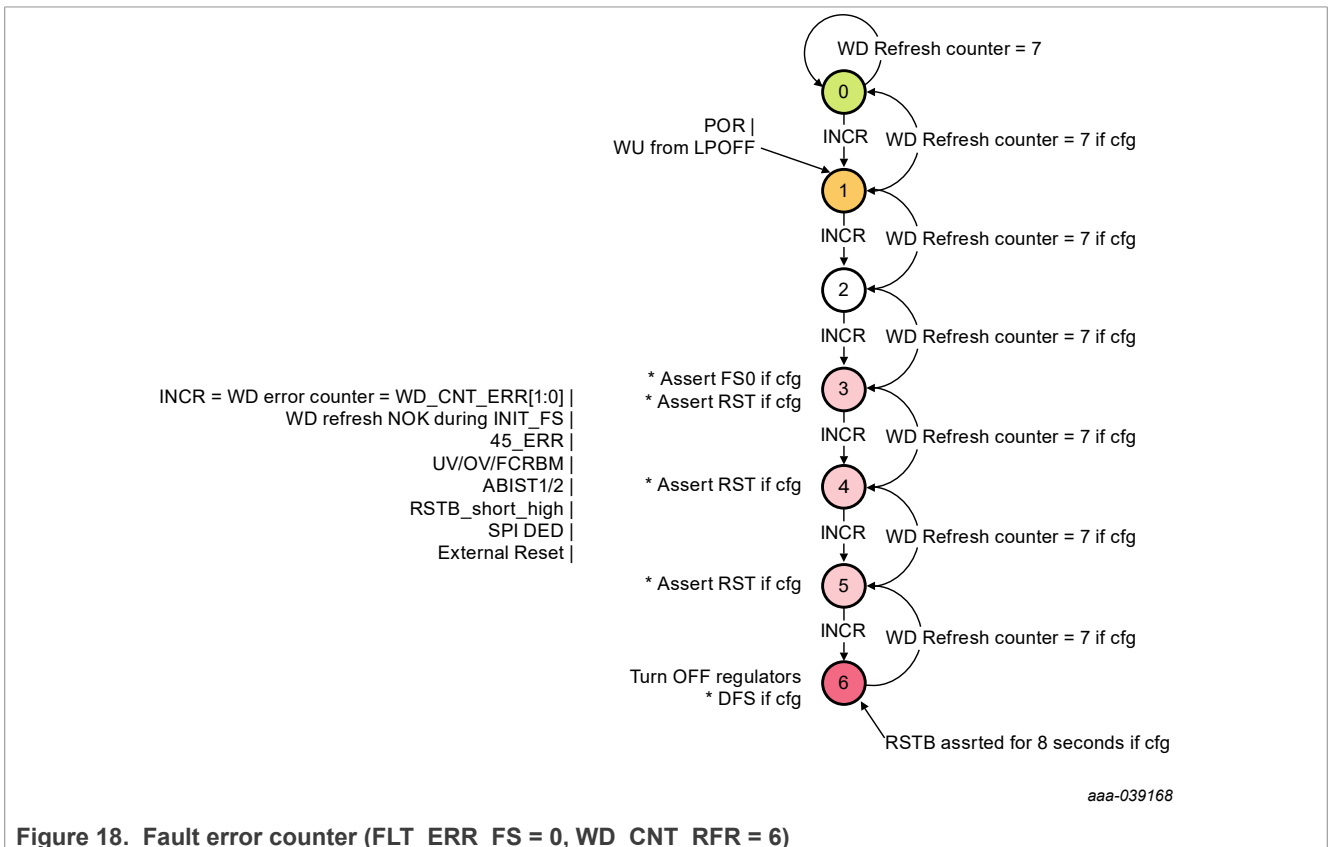 WD Refresh counter = 7
0
POR |
WU from LPOFF
INCR
WD Refresh counter = 7 if cfg
1
INCR
WD Refresh counter = 7 if cfg
2
INCR
WD Refresh counter = 7 if cfg
* Assert FS0 if cfg
* Assert RST if cfg
3
INCR = WD error counter = WD_CNT_ERR[1:0] |
WD refresh NOK during INIT_FS |
45_ERR |
UV/OV/FCRBM |
ABIST1/2 |
RSTB_short_high |
SPI DED |
External Reset |
INCR
WD Refresh counter = 7 if cfg
* Assert RST if cfg
4
INCR
WD Refresh counter = 7 if cfg
* Assert RST if cfg
5
INCR
WD Refresh counter = 7 if cfg
Turn OFF regulators
* DFS if cfg
6
RSTB assrted for 8 seconds if cfg
aaa-039168
Figure 18. Fault error counter (FLT_ERR_FS = 0, WD_CNT_RFR = 6)